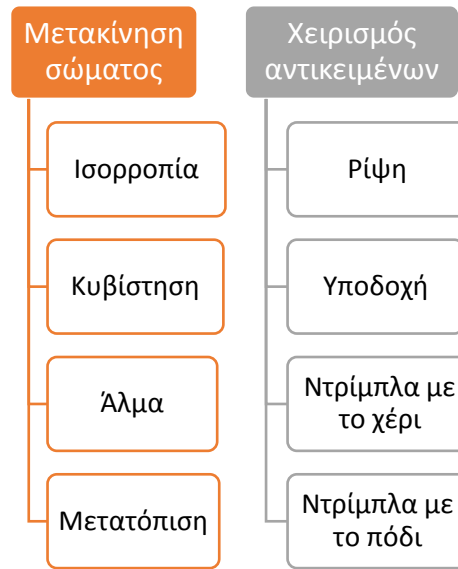 Μετακίνηση
σώματος
Ισορροπία
Κυβίστηση
Άλμα
Μετατόπιση
Χειρισμός
αντικειμένων
Ρίψη
Υποδοχή
Ντρίμπλα με
το χέρι
Ντρίμπλα με
το πόδι